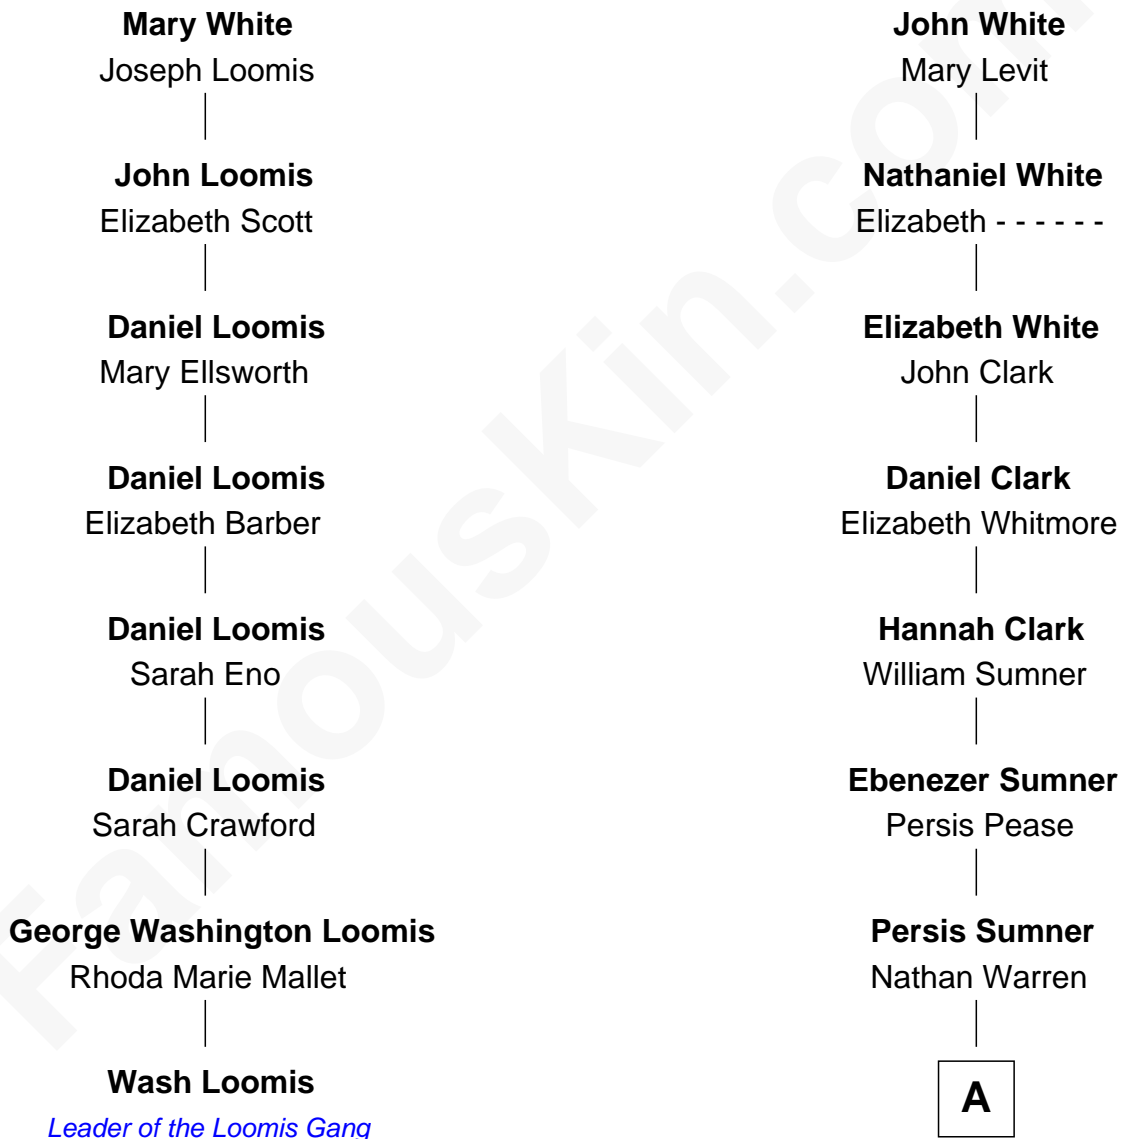 Mary White
Joseph Loomis
John Loomis
Elizabeth Scott
Daniel Loomis
Mary Ellsworth
Daniel Loomis
Elizabeth Barber
Daniel Loomis
Sarah Eno
Daniel Loomis
Sarah Crawford
George Washington Loomis
Rhoda Marie Mallet
Wash Loomis
Leader of the Loomis Gang
John White
Mary Levit
Nathaniel White
Elizabeth - - - - - -
Elizabeth White
John Clark
Daniel Clark
Elizabeth Whitmore
Hannah Clark
William Sumner
Ebenezer Sumner
Persis Pease
Persis Sumner
Nathan Warren
A
FamousKin.com